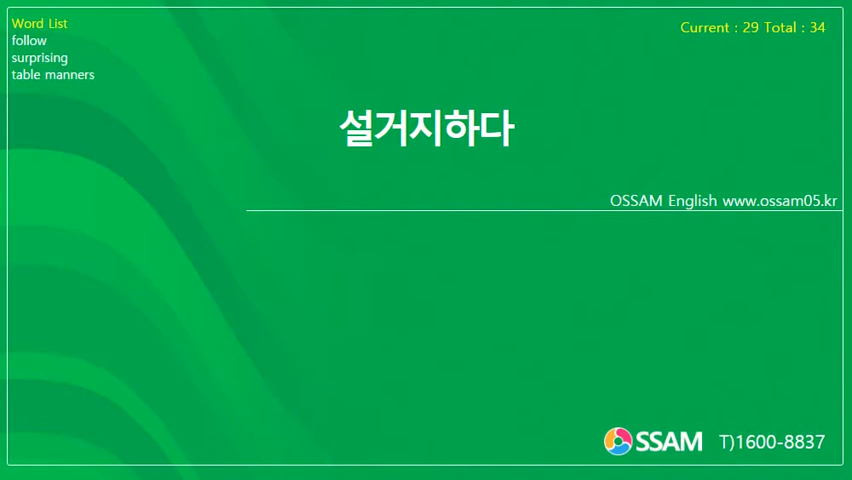 Word List
follow
surprising
table manners
Current : 29 Total : 34
설거지하다
OSSAM English www.ossam05.kr
OSSAM T)1600-8837